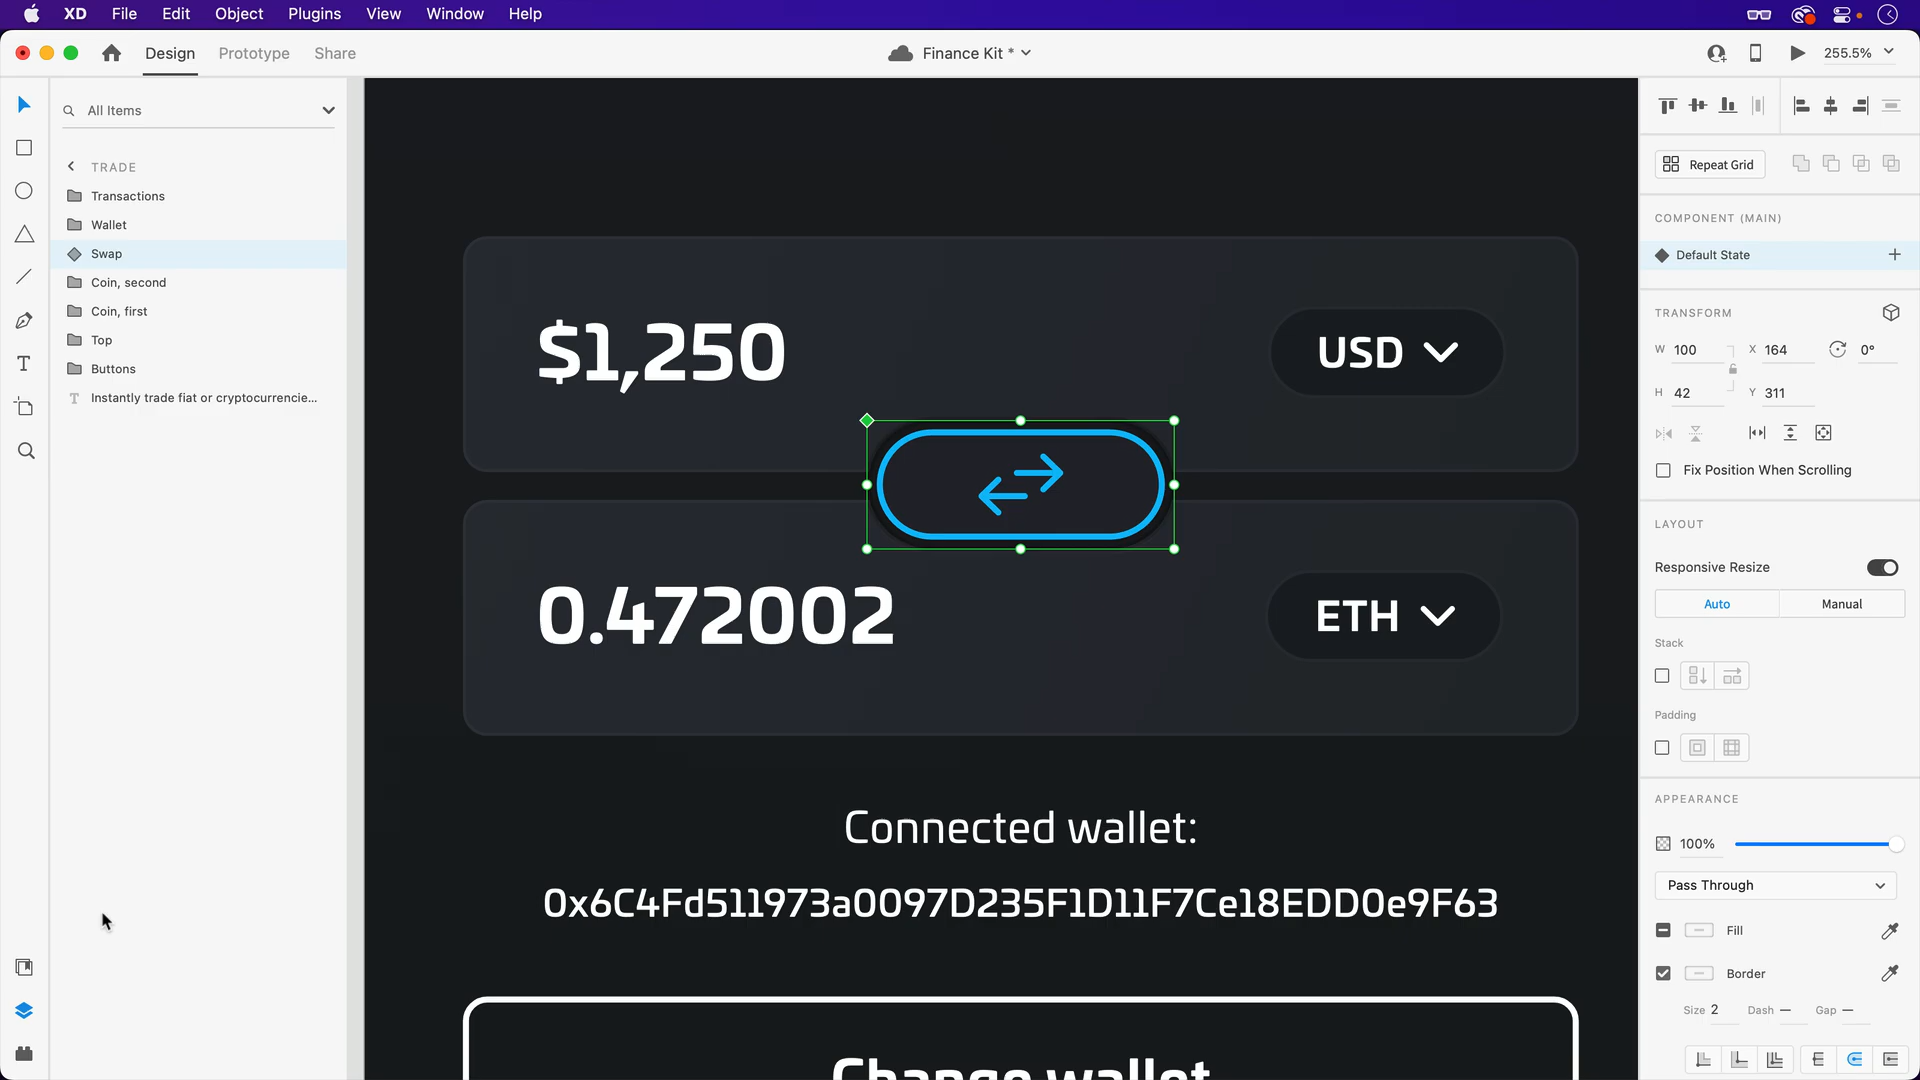 XD File Edit Object Plugins View Window Help
Design Prototype Share
Finance Kit *
255.5%
All Items
TRADE
Transactions
Wallet
Swap
Coin, second
Coin, first
Top
Buttons
Instantly trade fiat or cryptocurrencie...
$1,250
USD
0.472002
ETH
Connected wallet:
0x6C4Fd511973a0097D235F1D11F7Ce18EDD0e9F63
Change wallet
Repeat Grid
COMPONENT (MAIN)
Default State
TRANSFORM
W 100 X 164 0°
H 42 Y 311
Fix Position When Scrolling
LAYOUT
Responsive Resize
Auto Manual
Stack
Padding
APPEARANCE
100%
Pass Through
Fill
Border
Size 2 Dash — Gap —